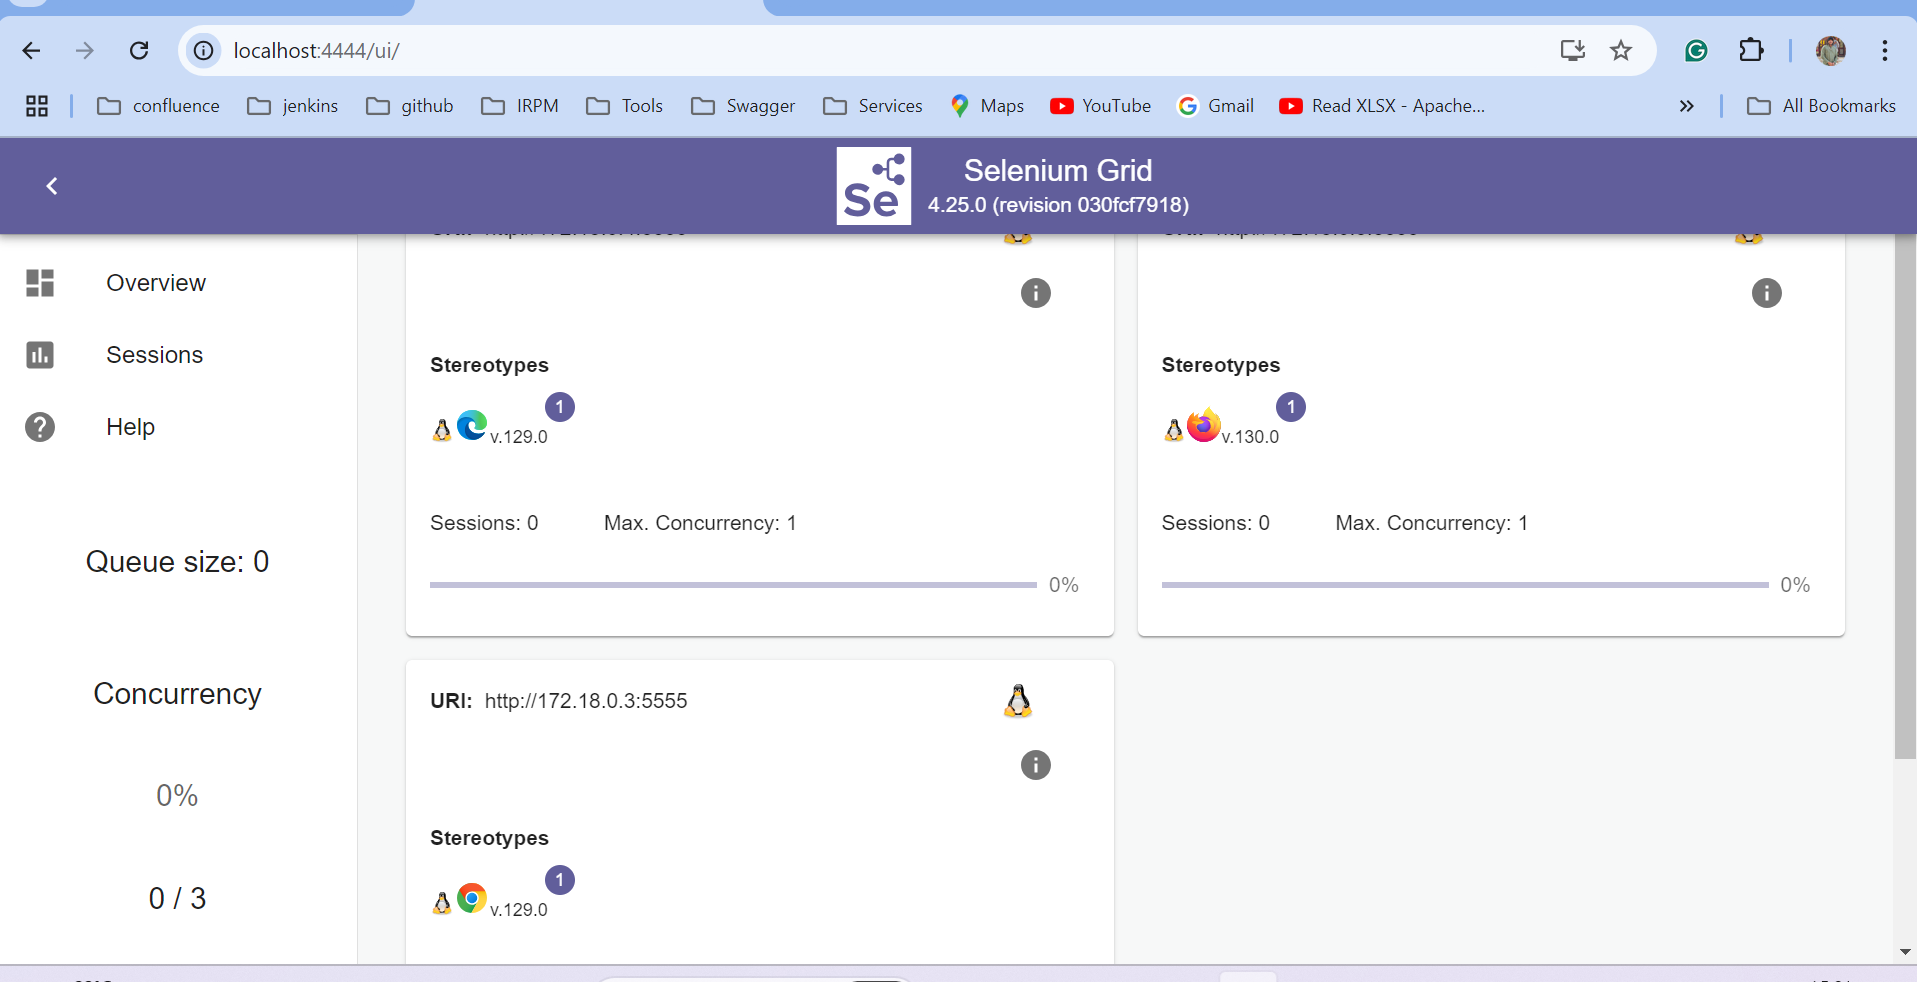 localhost:4444/ui/
confluence jenkins github IRPM Tools Swagger Services Maps YouTube Gmail Read XLSX - Apache... All Bookmarks
Se
Selenium Grid
4.25.0 (revision 030fcf7918)
Overview
Sessions
Help
Queue size: 0
Concurrency
0%
0 / 3
Stereotypes
1
v.129.0
Sessions: 0 Max. Concurrency: 1
0%
Stereotypes
1
v.130.0
Sessions: 0 Max. Concurrency: 1
0%
URI: http://172.18.0.3:5555
Stereotypes
1
v.129.0